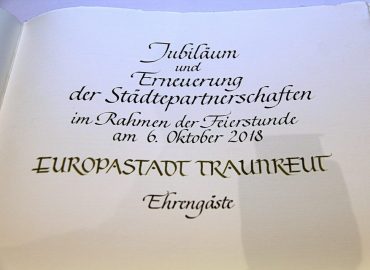 Jubiläum
und
Erneuerung
der Städtepartnerschaften
im Rahmen der Feierstunde
am 6. Oktober 2018
EUROPASTADT TRAUNREUT
Ehrengäste